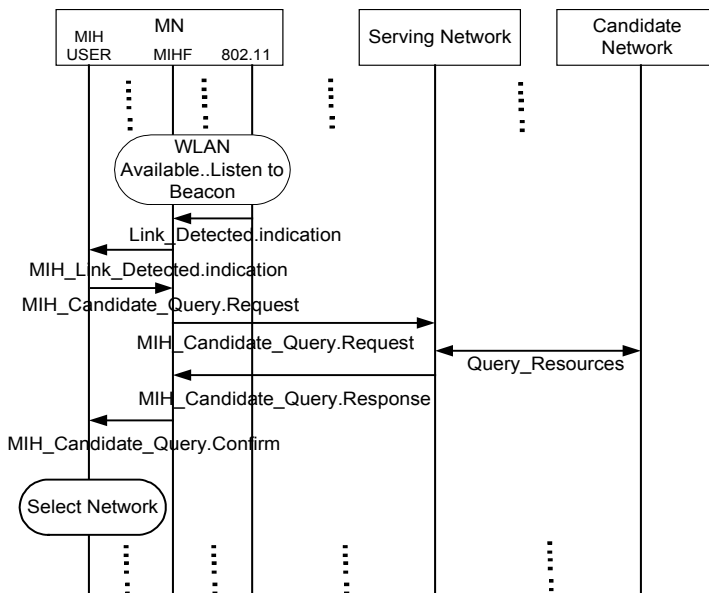 MN
MIH
USER
MIHF
802.11
Serving Network
Candidate
Network
WLAN
Available..Listen to
Beacon
Link_Detected.indication
MIH_Link_Detected.indication
MIH_Candidate_Query.Request
MIH_Candidate_Query.Request
Query_Resources
MIH_Candidate_Query.Response
MIH_Candidate_Query.Confirm
Select Network